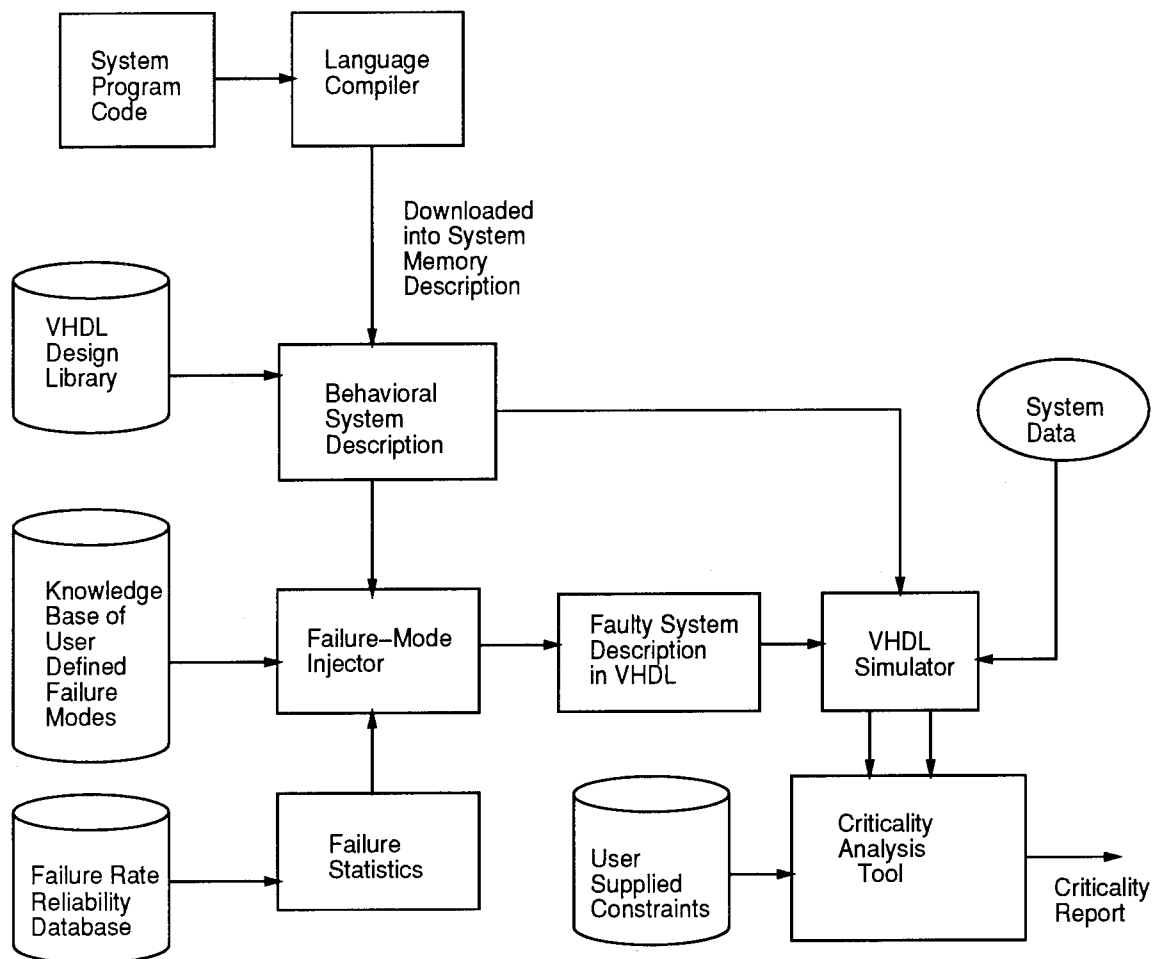 System
Program
Code
Language
Compiler
Downloaded
into System
Memory
Description
VHDL
Design
Library
Behavioral
System
Description
System
Data
Knowledge
Base of
User
Defined
Failure
Modes
Failure–Mode
Injector
Faulty System
Description
in VHDL
VHDL
Simulator
Failure Rate
Reliability
Database
Failure
Statistics
User
Supplied
Constraints
Criticality
Analysis
Tool
Criticality
Report